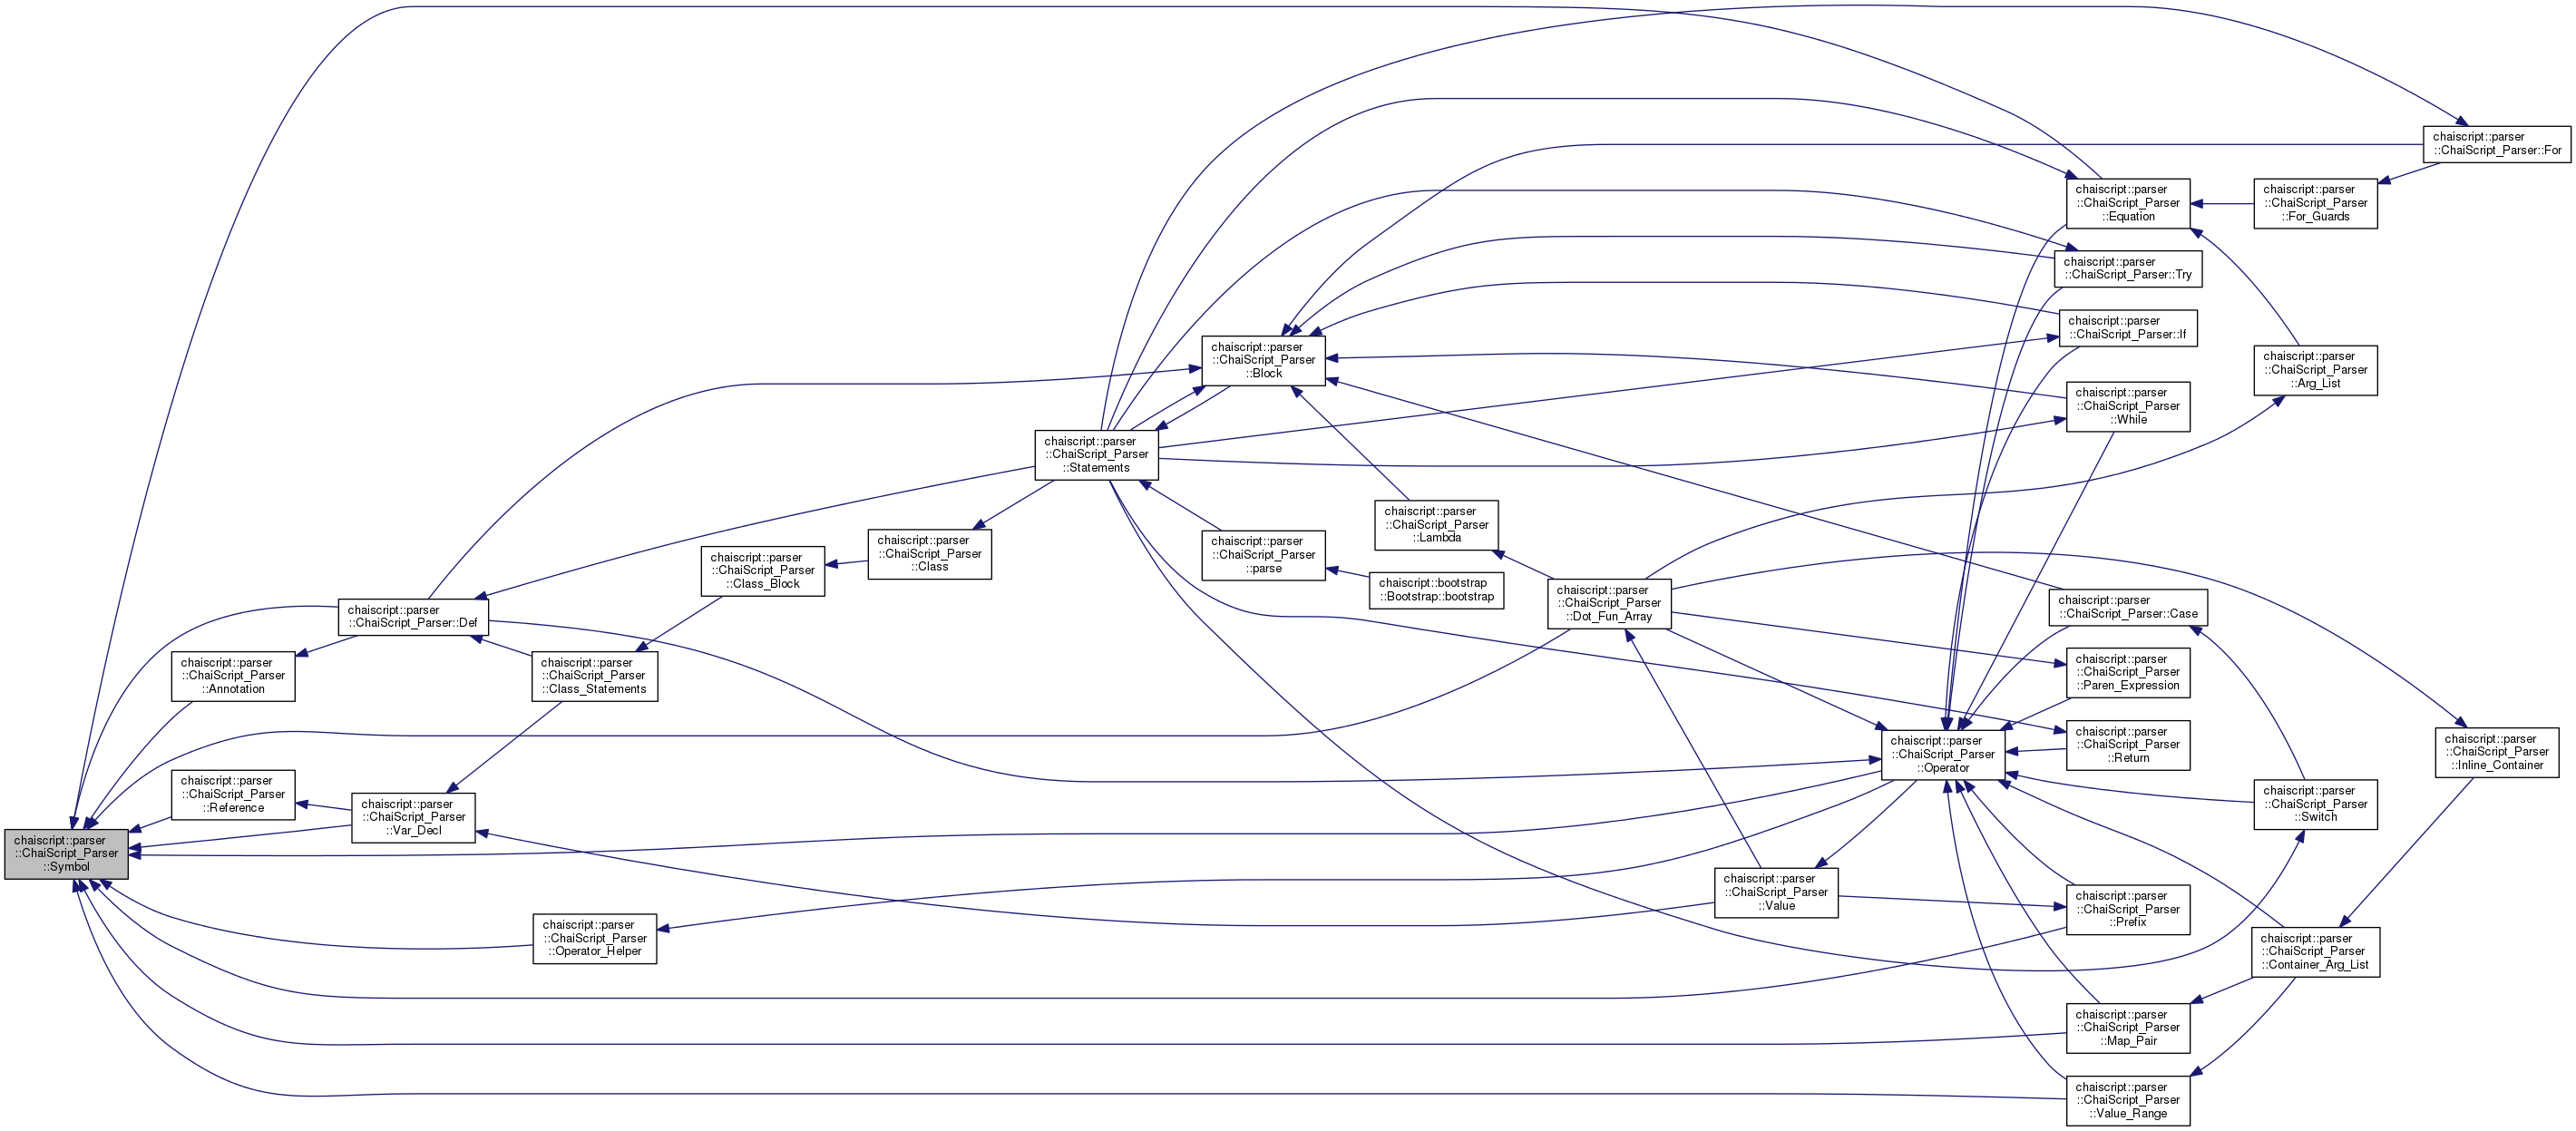 chaiscript::parser
::ChaiScript_Parser
::Symbol
chaiscript::parser
::ChaiScript_Parser::Def
chaiscript::parser
::ChaiScript_Parser
::Annotation
chaiscript::parser
::ChaiScript_Parser
::Reference
chaiscript::parser
::ChaiScript_Parser
::Var_Decl
chaiscript::parser
::ChaiScript_Parser
::Class_Statements
chaiscript::parser
::ChaiScript_Parser
::Operator_Helper
chaiscript::parser
::ChaiScript_Parser
::Class_Block
chaiscript::parser
::ChaiScript_Parser
::Class
chaiscript::parser
::ChaiScript_Parser
::Statements
chaiscript::parser
::ChaiScript_Parser
::Block
chaiscript::parser
::ChaiScript_Parser
::parse
chaiscript::parser
::ChaiScript_Parser
::Lambda
chaiscript::bootstrap
::Bootstrap::bootstrap
chaiscript::parser
::ChaiScript_Parser
::Dot_Fun_Array
chaiscript::parser
::ChaiScript_Parser
::Value
chaiscript::parser
::ChaiScript_Parser
::Operator
chaiscript::parser
::ChaiScript_Parser
::Equation
chaiscript::parser
::ChaiScript_Parser::Try
chaiscript::parser
::ChaiScript_Parser::If
chaiscript::parser
::ChaiScript_Parser
::While
chaiscript::parser
::ChaiScript_Parser::Case
chaiscript::parser
::ChaiScript_Parser
::Paren_Expression
chaiscript::parser
::ChaiScript_Parser
::Return
chaiscript::parser
::ChaiScript_Parser
::Prefix
chaiscript::parser
::ChaiScript_Parser
::Map_Pair
chaiscript::parser
::ChaiScript_Parser
::Value_Range
chaiscript::parser
::ChaiScript_Parser
::For_Guards
chaiscript::parser
::ChaiScript_Parser
::Arg_List
chaiscript::parser
::ChaiScript_Parser
::Switch
chaiscript::parser
::ChaiScript_Parser
::Container_Arg_List
chaiscript::parser
::ChaiScript_Parser::For
chaiscript::parser
::ChaiScript_Parser
::Inline_Container